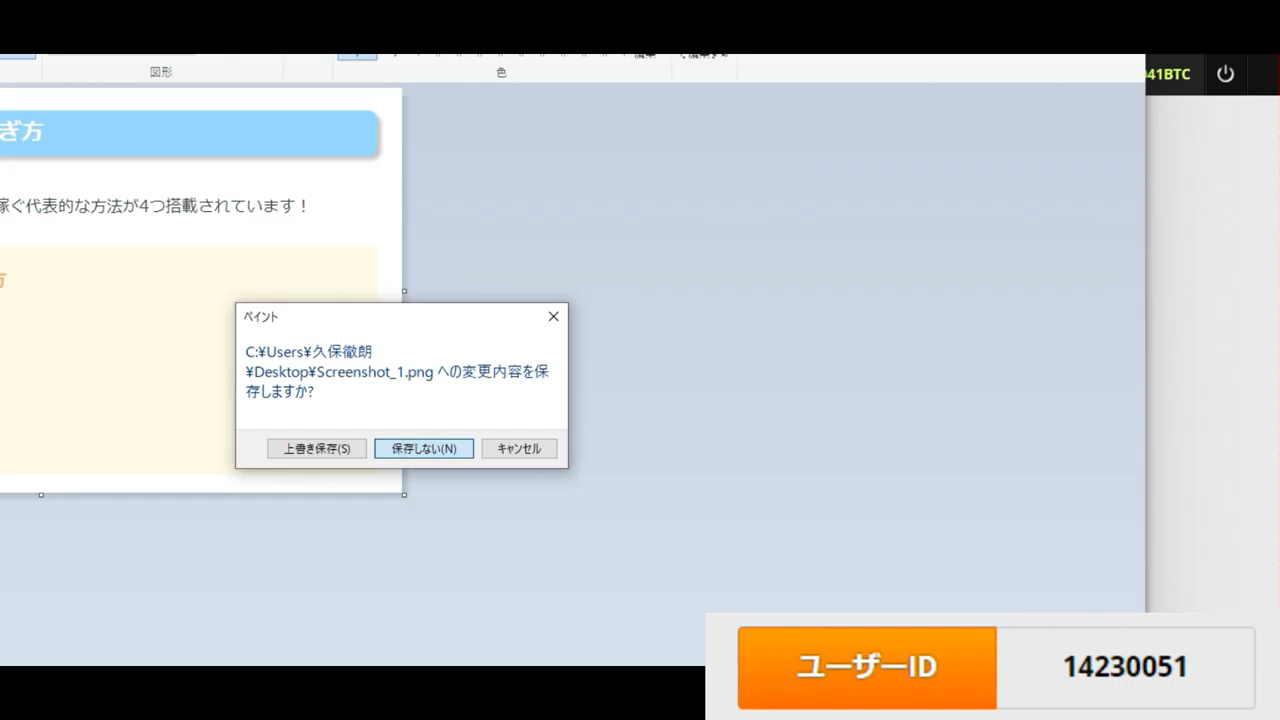 図形
色
41BTC
ぎ方
稼ぐ代表的な方法が4つ搭載されています！
方
ペイント
C:¥Users¥久保徹朗
¥Desktop¥Screenshot_1.png への変更内容を保
存しますか?
上書き保存(S)
保存しない(N)
キャンセル
ユーザーID
14230051